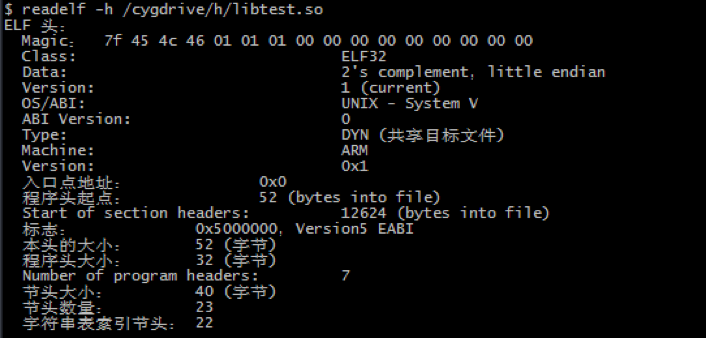 $ readelf -h /cygdrive/h/libtest.so
ELF 头：
Magic： 7f 45 4c 46 01 01 01 00 00 00 00 00 00 00 00 00
Class: ELF32
Data: 2's complement, little endian
Version: 1 (current)
OS/ABI: UNIX - System V
ABI Version: 0
Type: DYN (共享目标文件)
Machine: ARM
Version: 0x1
入口点地址： 0x0
程序头起点： 52 (bytes into file)
Start of section headers: 12624 (bytes into file)
标志： 0x5000000, Version5 EABI
本头的大小： 52 (字节)
程序头大小： 32 (字节)
Number of program headers: 7
节头大小： 40 (字节)
节头数量： 23
字符串表索引节头： 22